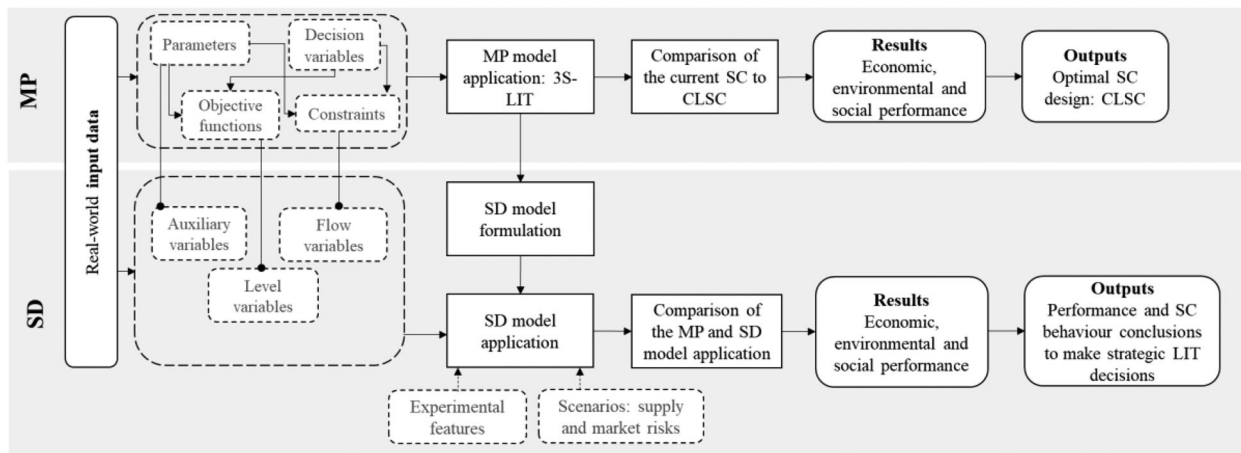 MP
Real-world input data
Parameters
Decision
variables
Objective
functions
Constraints
MP model
application: 3S-
LIT
Comparison of
the current SC to
CLSC
Results
Economic,
environmental and
social performance
Outputs
Optimal SC
design: CLSC
SD
Auxiliary
variables
Flow
variables
Level
variables
SD model
formulation
SD model
application
Comparison of
the MP and SD
model application
Results
Economic,
environmental and
social performance
Outputs
Performance and SC
behaviour conclusions
to make strategic LIT
decisions
Experimental
features
Scenarios: supply
and market risks